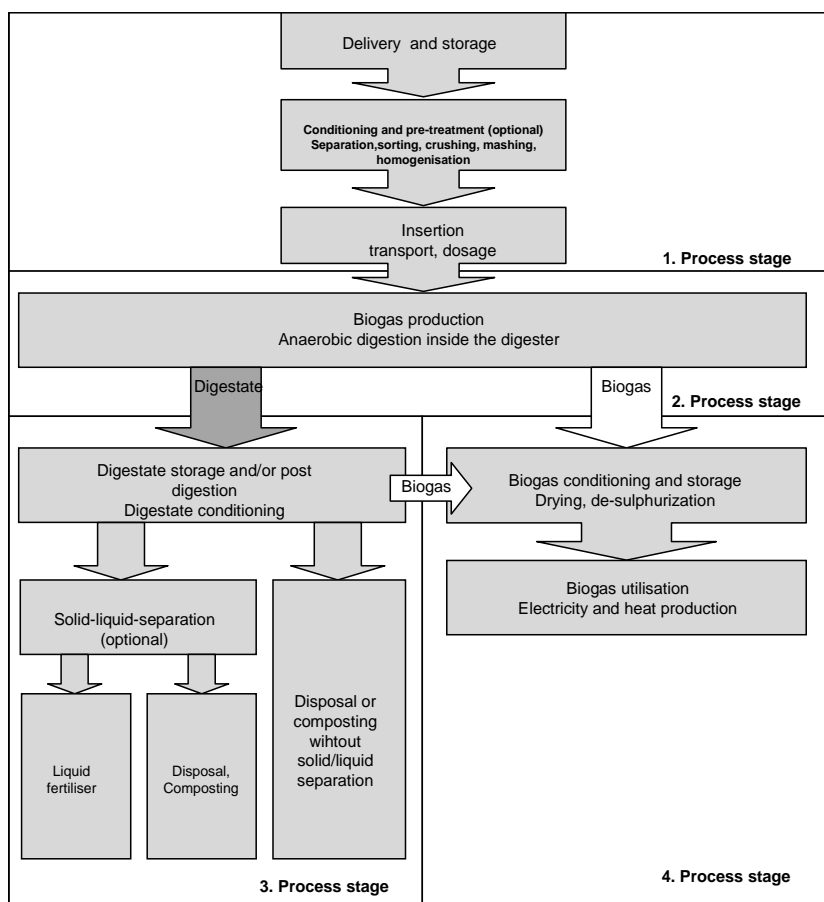 Delivery and storage
Conditioning and pre-treatment (optional)
Separation,sorting, crushing, mashing,
homogenisation
Insertion
transport, dosage
1. Process stage
Biogas production
Anaerobic digestion inside the digester
Digestate
Biogas
2. Process stage
Digestate storage and/or post
digestion
Digestate conditioning
Biogas
Biogas conditioning and storage
Drying, de-sulphurization
Biogas utilisation
Electricity and heat production
Solid-liquid-separation
(optional)
Liquid
fertiliser
Disposal,
Composting
Disposal or
composting
wihtout
solid/liquid
separation
3. Process stage
4. Process stage